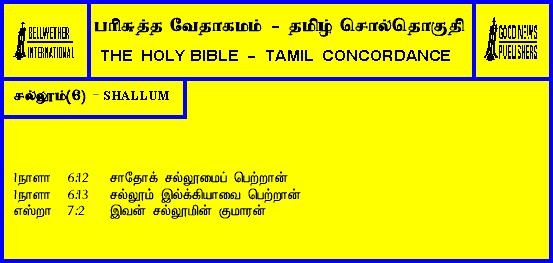 BELLWETHER
INTERNATIONAL
பரிசுத்த வேதாகமம் - தமிழ் சொல்தொகுதி
THE HOLY BIBLE - TAMIL CONCORDANCE
GOOD NEWS
PUBLISHERS
சல்லூம்(6) - SHALLUM
1நாளா 6:12 சாதோக் சல்லூமைப் பெற்றான்
1நாளா 6:13 சல்லூம் இல்க்கியாவை பெற்றான்
எஸ்றா 7:2 இவன் சல்லூமின் குமாரன்